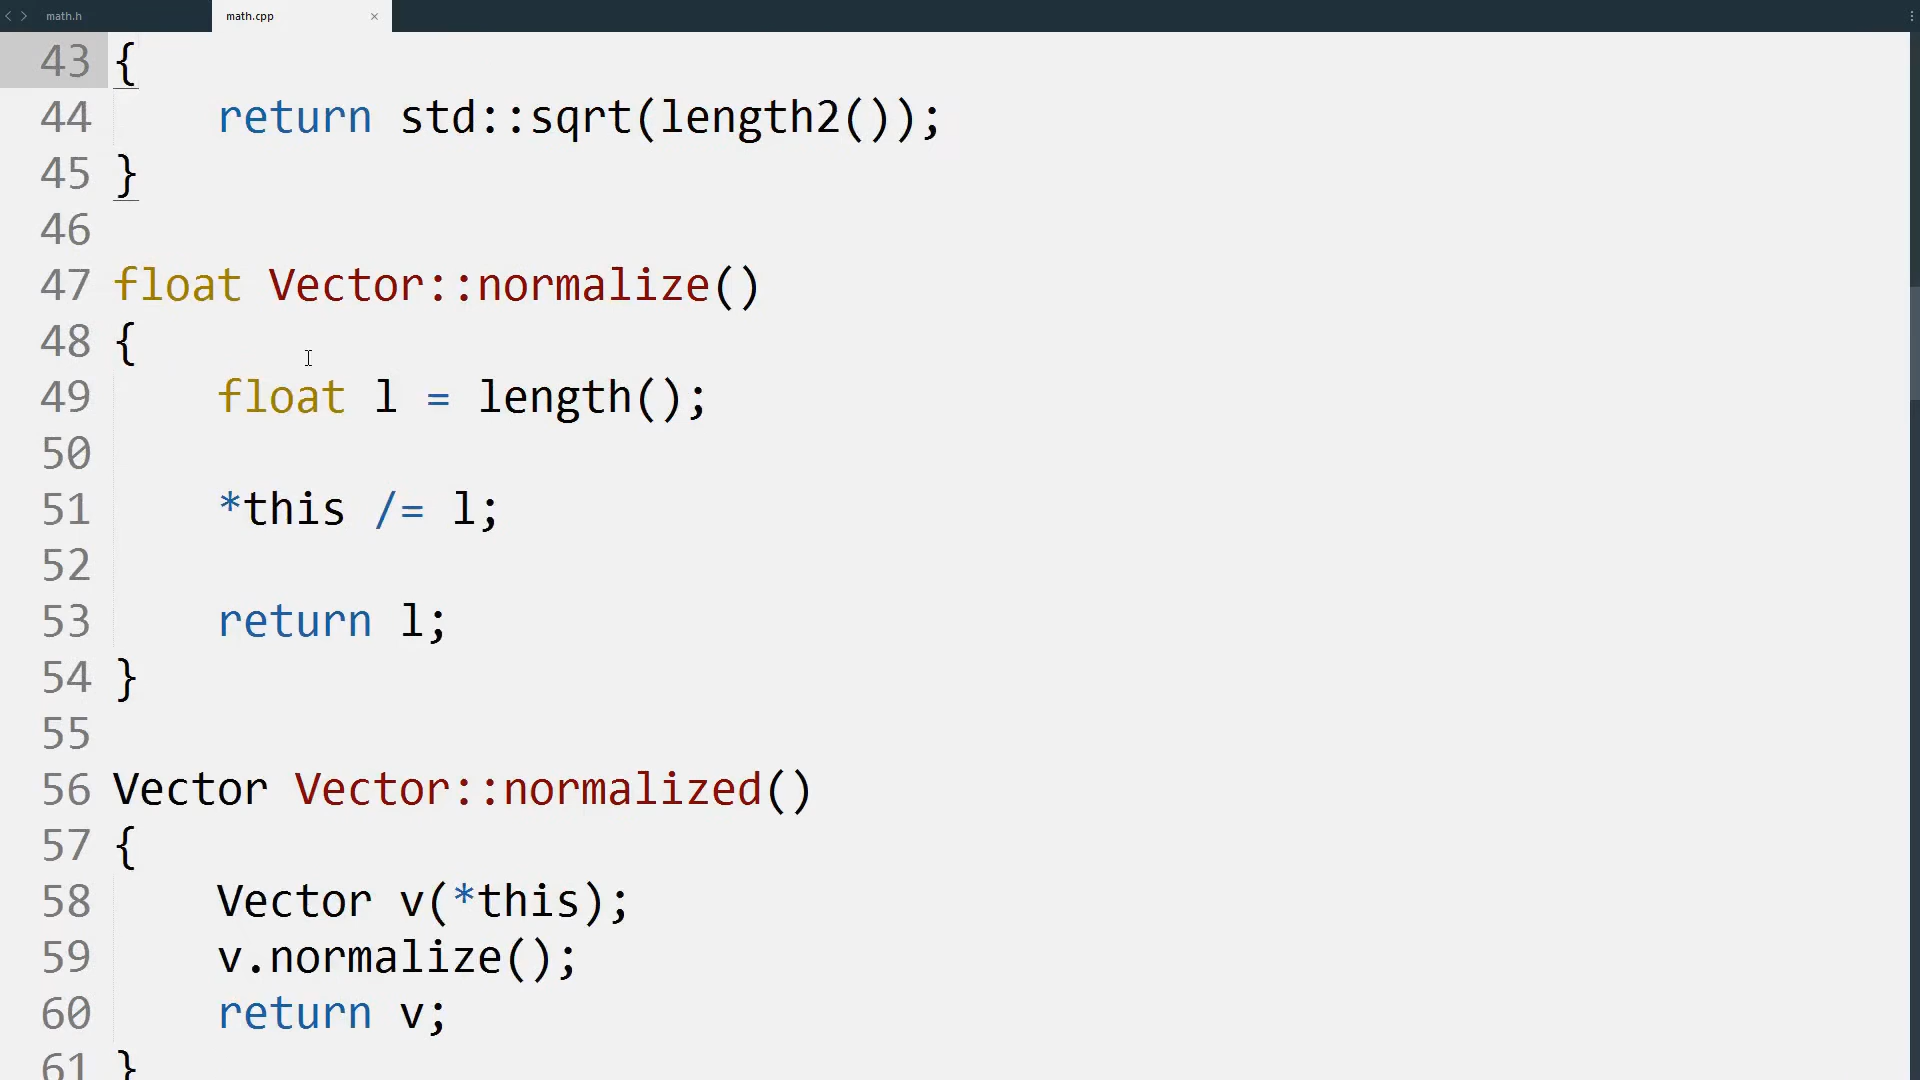 math.h
math.cpp
43 {
44     return std::sqrt(length2());
45 }
46
47 float Vector::normalize()
48 {
49     float l = length();
50
51     *this /= l;
52
53     return l;
54 }
55
56 Vector Vector::normalized()
57 {
58     Vector v(*this);
59     v.normalize();
60     return v;
61 }